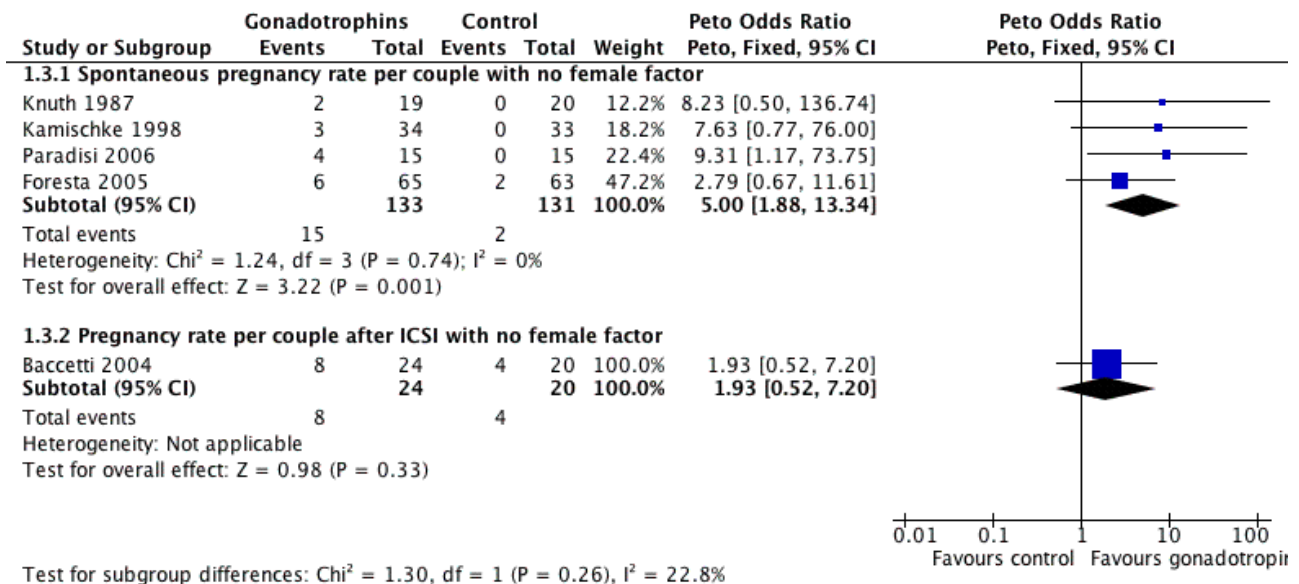 Gonadotrophins Control Peto Odds Ratio Peto Odds Ratio
Study or Subgroup Events Total Events Total Weight Peto, Fixed, 95% CI Peto, Fixed, 95% CI
1.3.1 Spontaneous pregnancy rate per couple with no female factor
Knuth 1987 2 19 0 20 12.2% 8.23 [0.50, 136.74]
Kamischke 1998 3 34 0 33 18.2% 7.63 [0.77, 76.00]
Paradisi 2006 4 15 0 15 22.4% 9.31 [1.17, 73.75]
Foresta 2005 6 65 2 63 47.2% 2.79 [0.67, 11.61]
Subtotal (95% CI) 133 131 100.0% 5.00 [1.88, 13.34]
Total events 15 2
Heterogeneity: Chi² = 1.24, df = 3 (P = 0.74); I² = 0%
Test for overall effect: Z = 3.22 (P = 0.001)
1.3.2 Pregnancy rate per couple after ICSI with no female factor
Baccetti 2004 8 24 4 20 100.0% 1.93 [0.52, 7.20]
Subtotal (95% CI) 24 20 100.0% 1.93 [0.52, 7.20]
Total events 8 4
Heterogeneity: Not applicable
Test for overall effect: Z = 0.98 (P = 0.33)
0.01 0.1 1 10 100
Favours control Favours gonadotropin
Test for subgroup differences: Chi² = 1.30, df = 1 (P = 0.26), I² = 22.8%